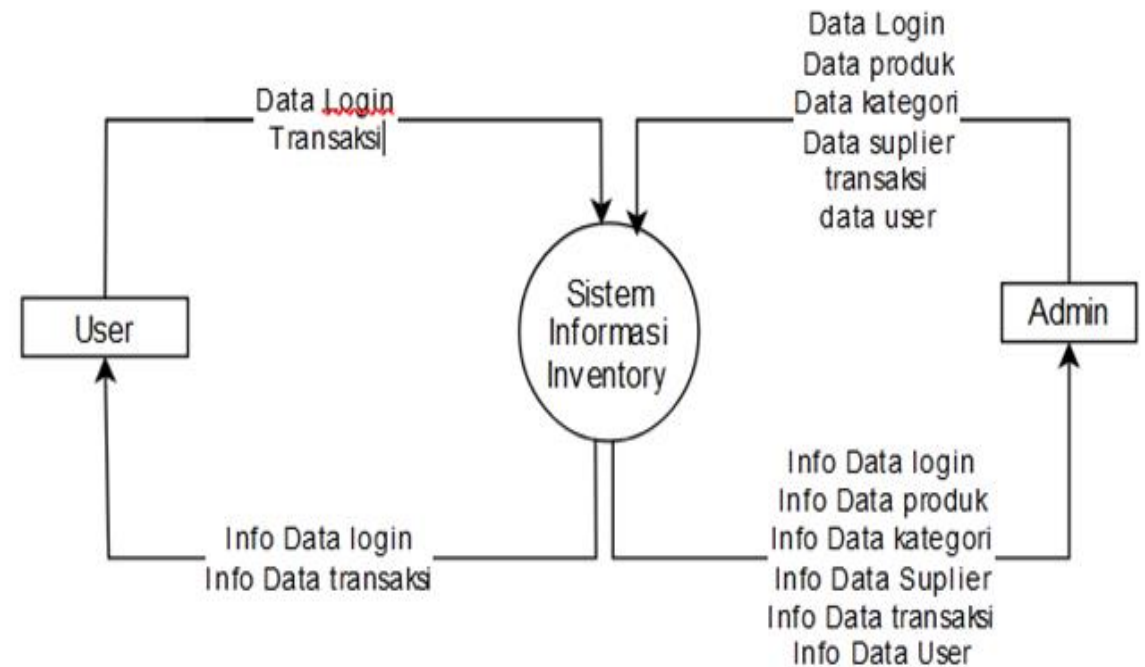 Data Login
Transaksi
Data Login
Data produk
Data kategori
Data suplier
transaksi
data user
User
Sistem
Informasi
Inventory
Admin
Info Data login
Info Data transaksi
Info Data login
Info Data produk
Info Data kategori
Info Data Suplier
Info Data transaksi
Info Data User